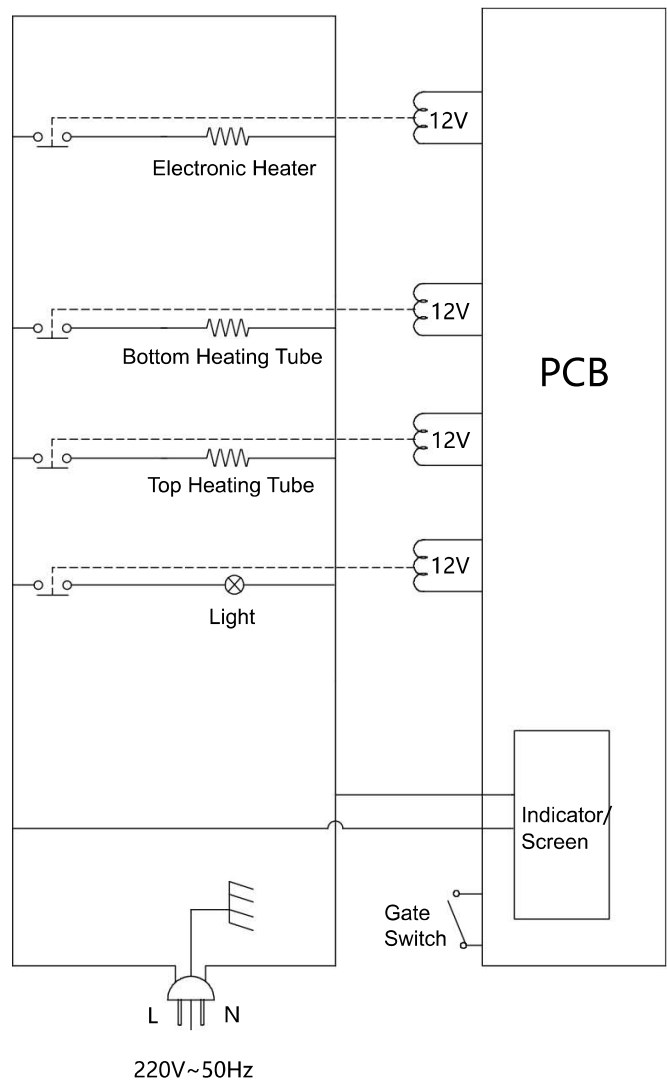 12V
Electronic Heater
12V
Bottom Heating Tube
PCB
12V
Top Heating Tube
12V
Light
Indicator/
Screen
Gate
Switch
L N
220V~50Hz